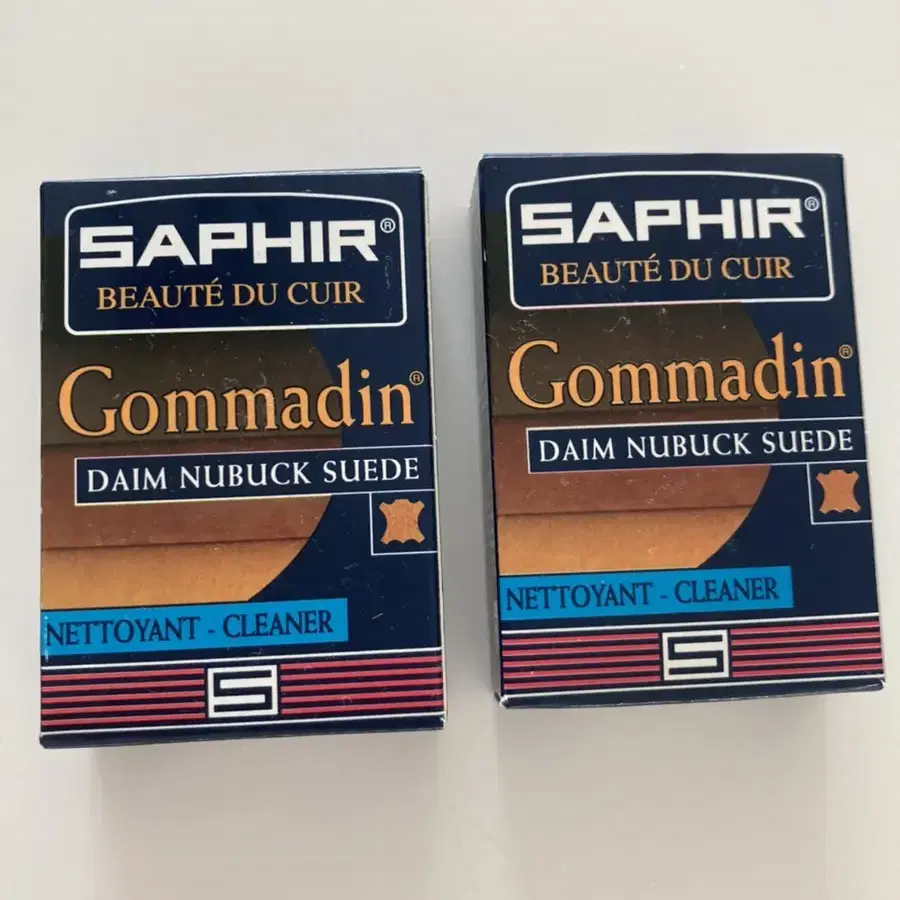 SAPHIR®
BEAUTÉ DU CUIR
Gommadin®
DAIM NUBUCK SUEDE
NETTOYANT - CLEANER
S
SAPHIR®
BEAUTÉ DU CUIR
Gommadin®
DAIM NUBUCK SUEDE
NETTOYANT - CLEANER
S